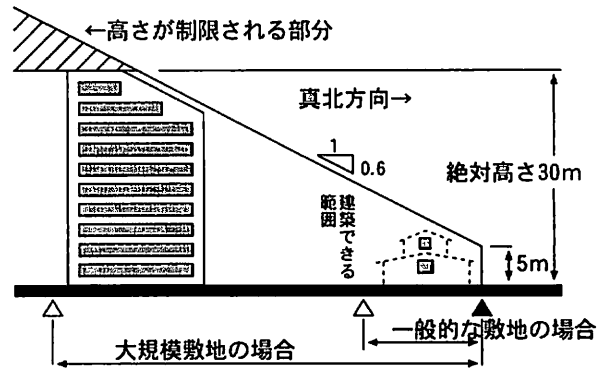 ←高さが制限される部分
真北方向→
1
0.6
絶対高さ30m
建築できる
範囲
5m
一般的な敷地の場合
大規模敷地の場合